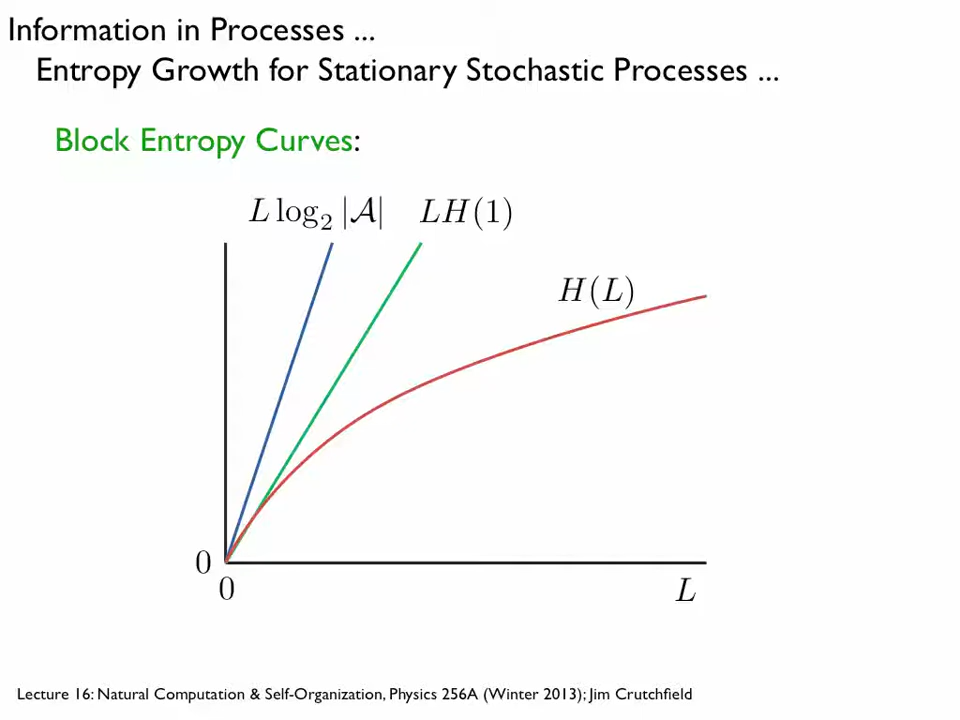 Information in Processes ...
Entropy Growth for Stationary Stochastic Processes ...
Block Entropy Curves:
L log₂ |𝒜| LH(1)
H(L)
0
0 L
Lecture 16: Natural Computation & Self-Organization, Physics 256A (Winter 2013); Jim Crutchfield